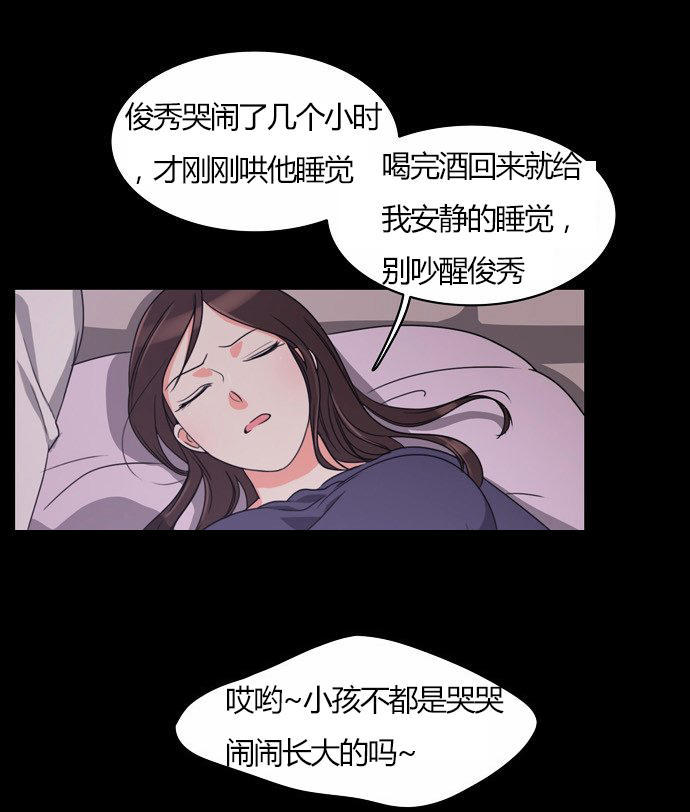 俊秀哭闹了几个小时
，才刚刚哄他睡觉
喝完酒回来就给
我安静的睡觉，
别吵醒俊秀
哎哟~小孩不都是哭哭
闹闹长大的吗~